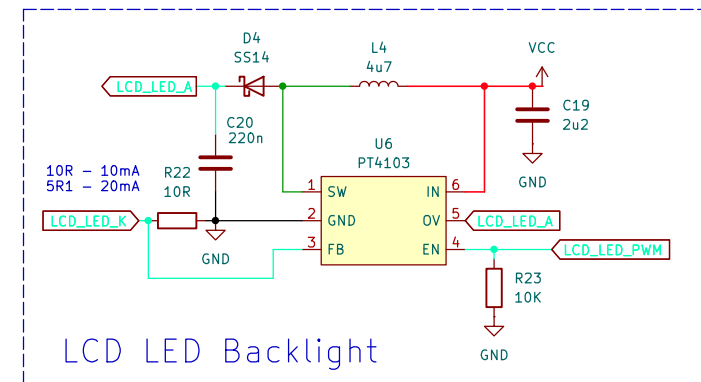 D4
SS14
L4
4u7
VCC
LCD_LED_A
C19
2u2
C20
220n
U6
PT4103
10R - 10mA
5R1 - 20mA
R22
10R
1 SW
IN 6
GND
2 GND
OV 5
LCD_LED_A
LCD_LED_K
3 FB
EN 4
LCD_LED_PWM
GND
R23
10K
LCD LED Backlight
GND